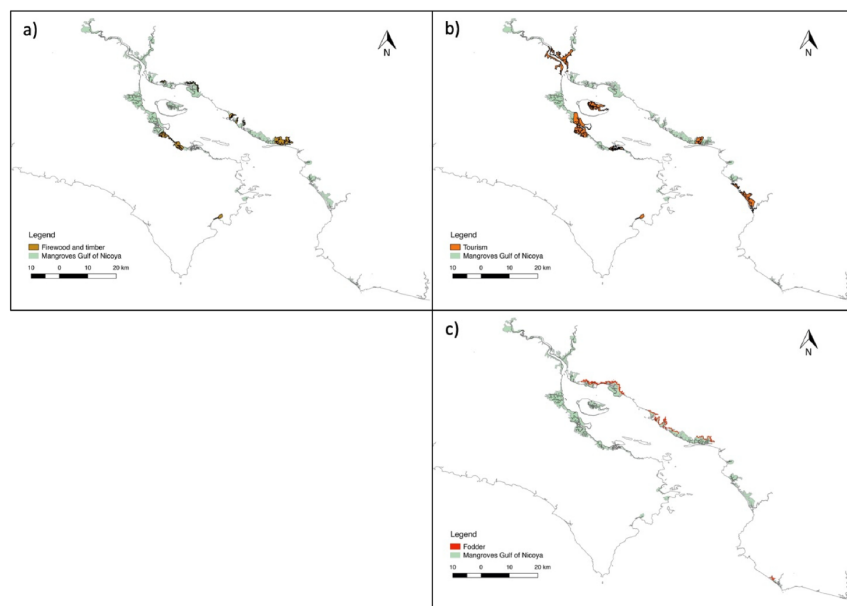 a)
N
Legend
Firewood and timber
Mangroves Gulf of Nicoya
10 0 10 20 km
b)
N
Legend
Tourism
Mangroves Gulf of Nicoya
10 0 10 20 km
c)
N
Legend
Fodder
Mangroves Gulf of Nicoya
10 0 10 20 km